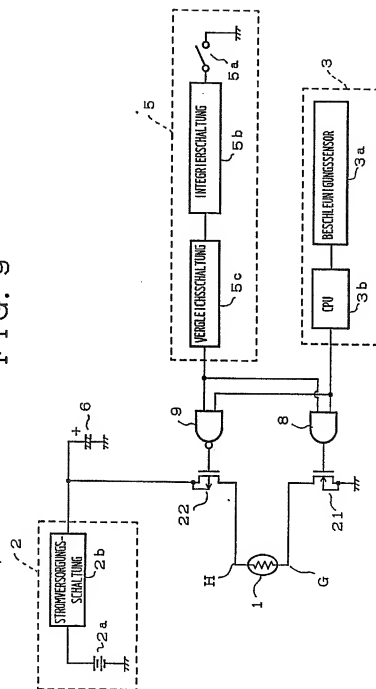 FIG. 9
2
STROMVERSORGUNGS-
SCHALTUNG
2b
2a
+
6
5
VERGLEICHSSCHALTUNG
5c
INTEGRIERSCHALTUNG
5b
5a
9
22
H
1
G
8
21
3
CPU
3b
BESCHLEUNIGUNGSSENSOR
3a